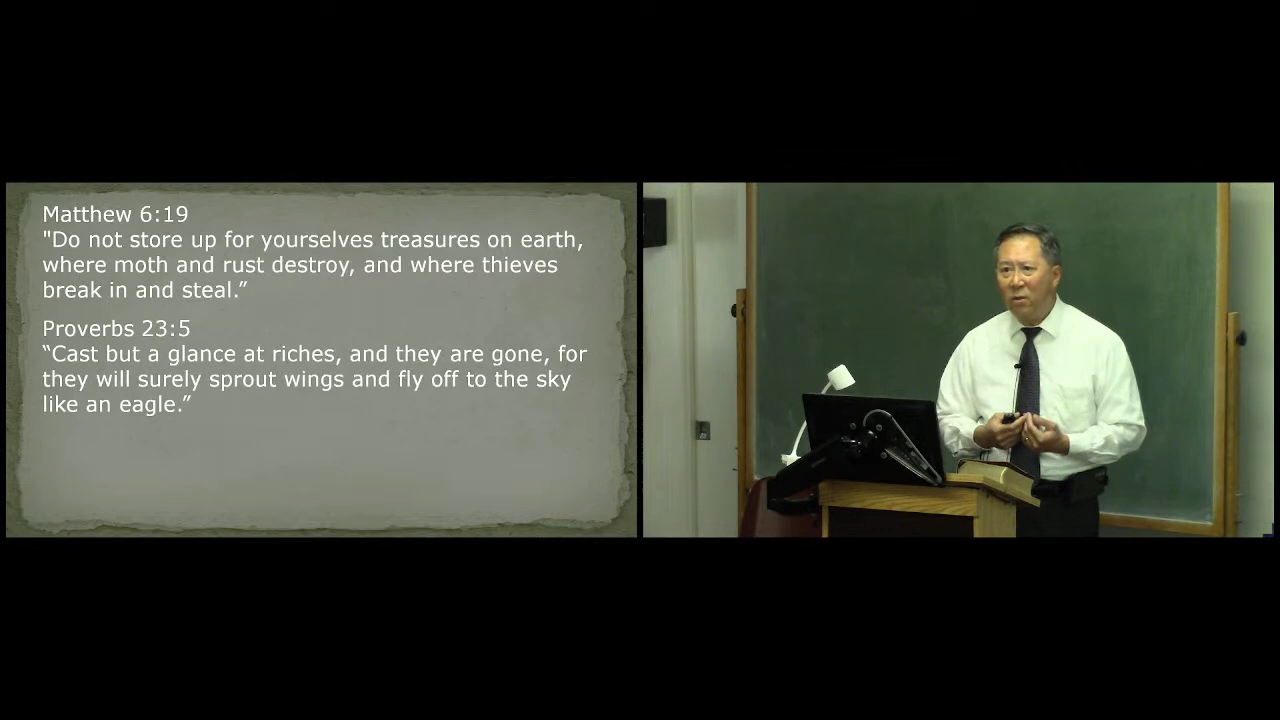 Matthew 6:19
"Do not store up for yourselves treasures on earth,
where moth and rust destroy, and where thieves
break in and steal.”
Proverbs 23:5
“Cast but a glance at riches, and they are gone, for
they will surely sprout wings and fly off to the sky
like an eagle.”